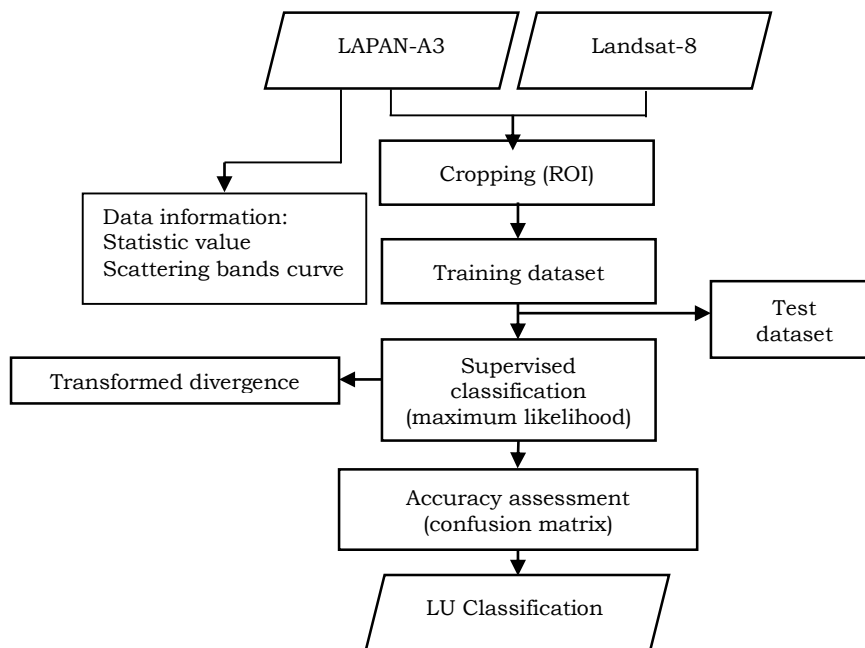 LAPAN-A3
Landsat-8
Cropping (ROI)
Data information:
Statistic value
Scattering bands curve
Training dataset
Test
dataset
Transformed divergence
Supervised
classification
(maximum likelihood)
Accuracy assessment
(confusion matrix)
LU Classification